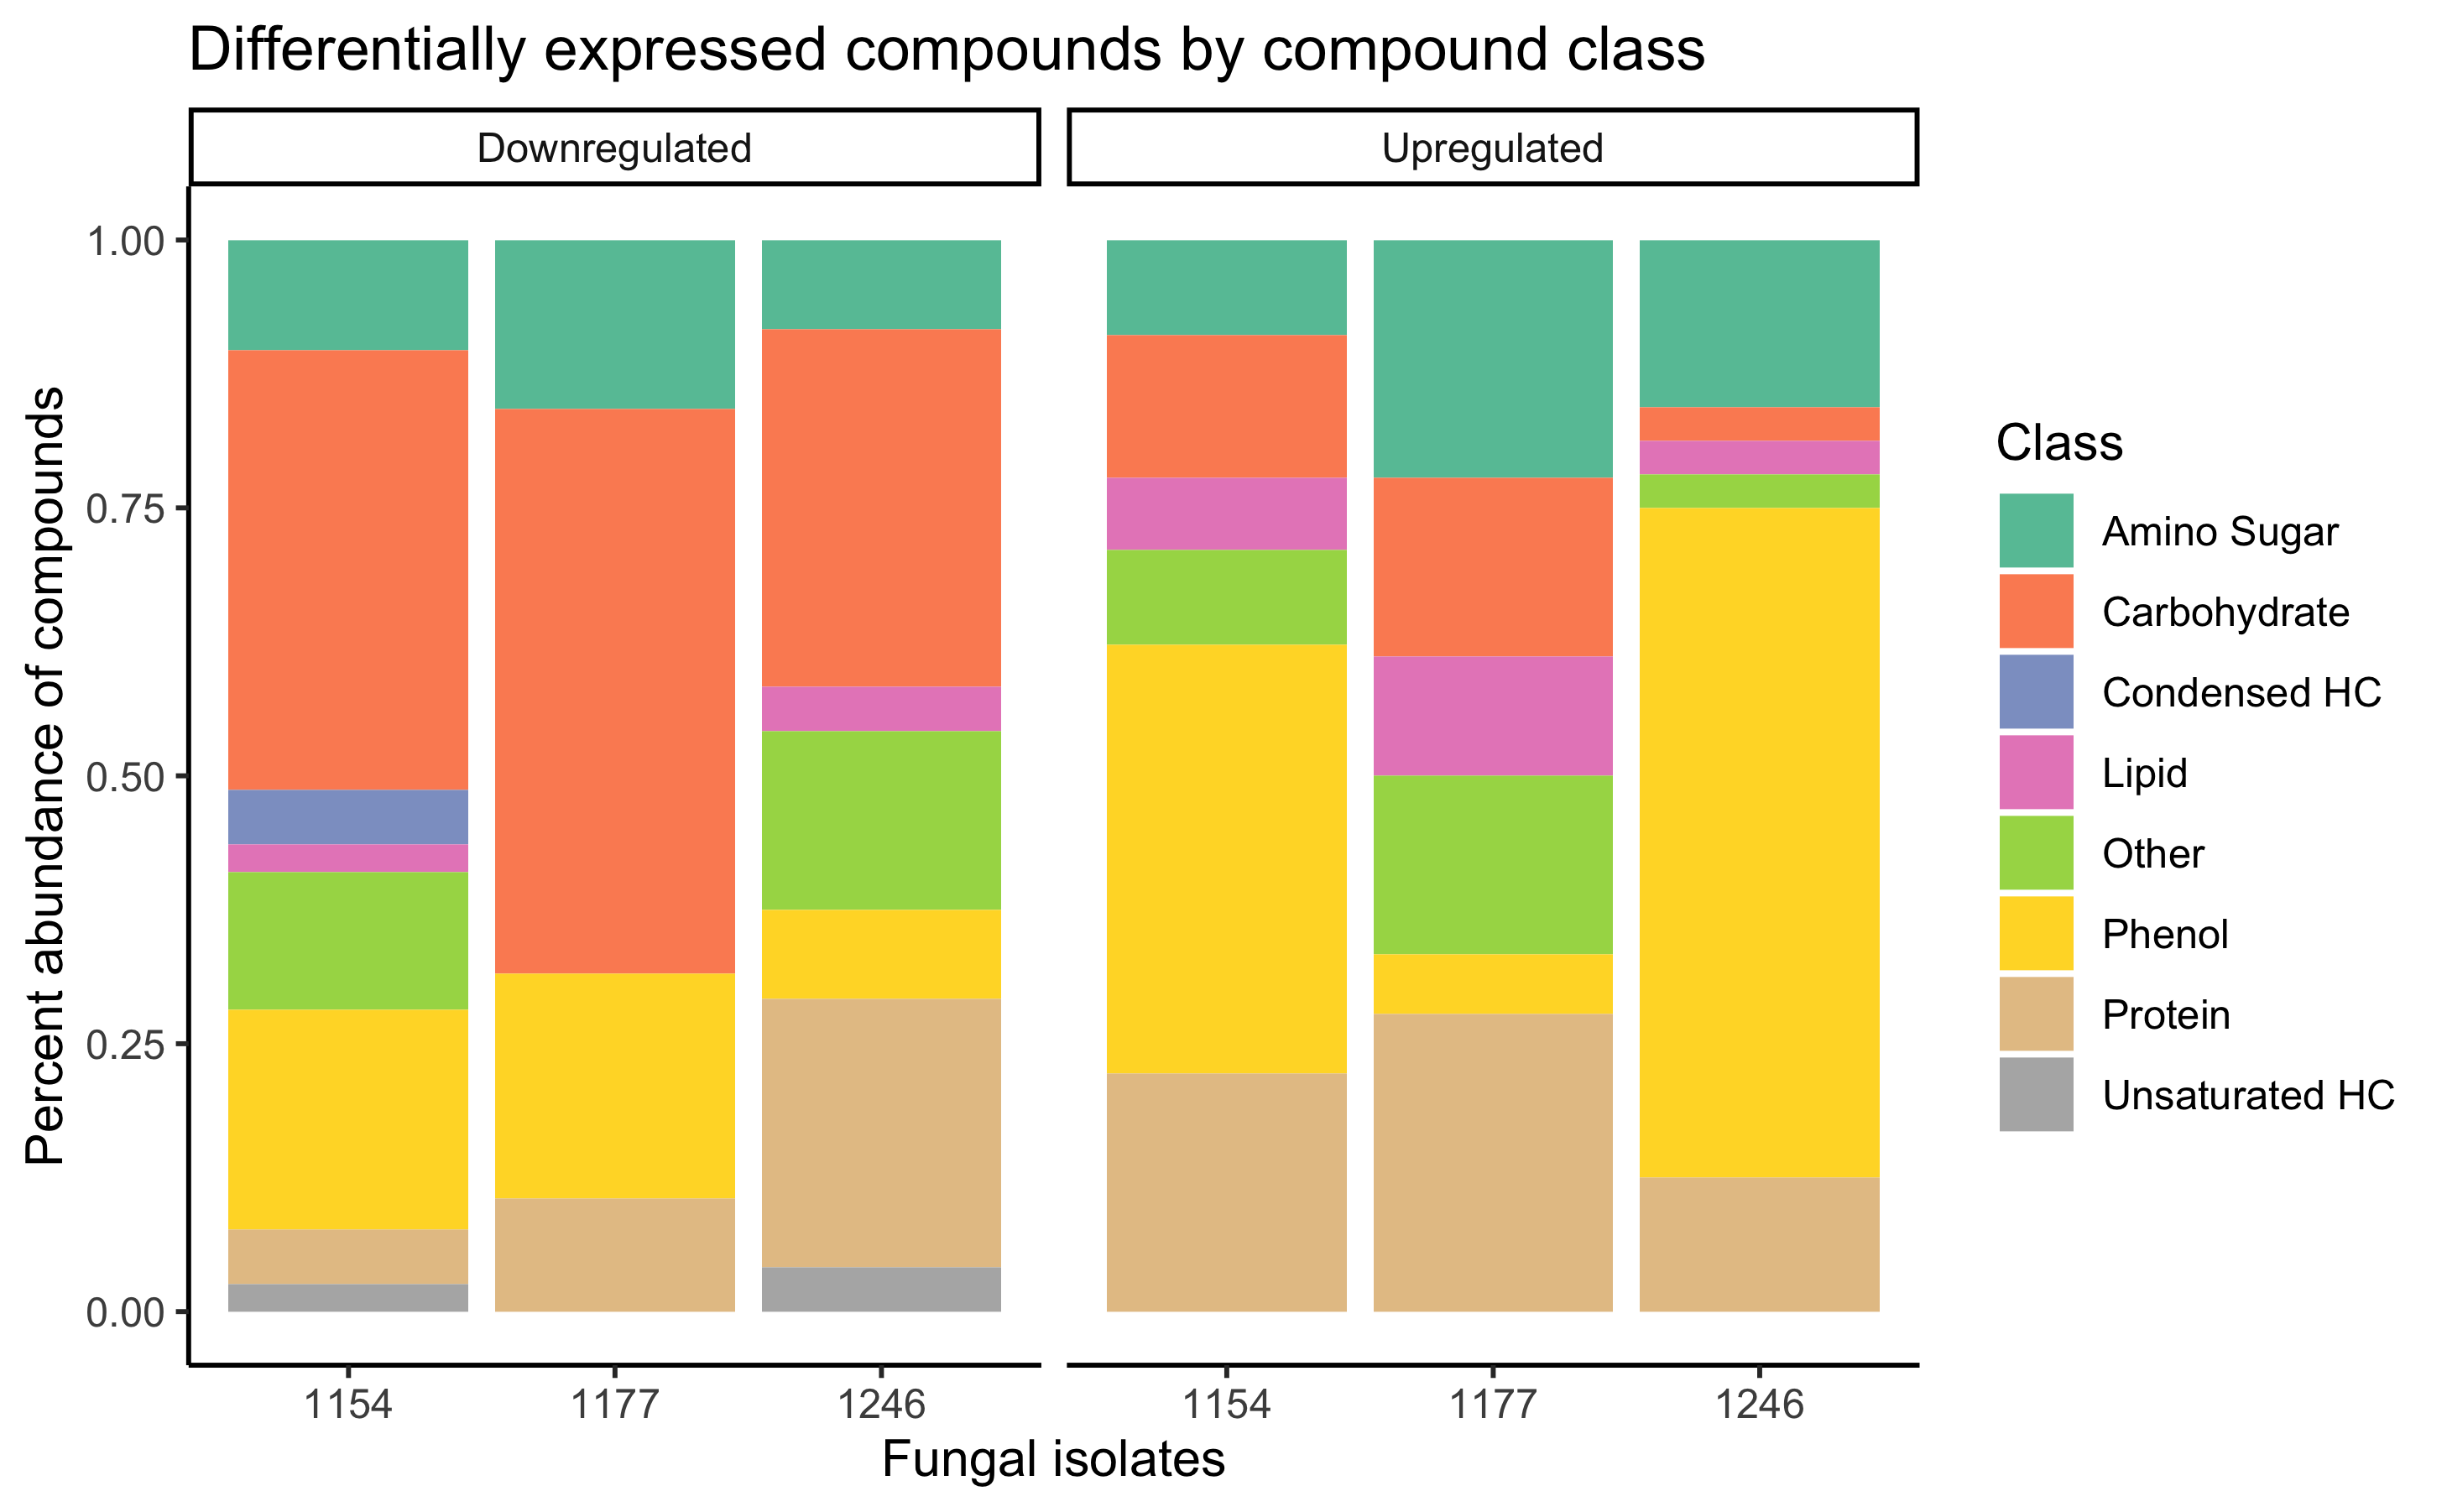 Differentially expressed compounds by compound class
Downregulated
Upregulated
Percent abundance of compounds
1.00
0.75
0.50
0.25
0.00
1154
1177
1246
1154
1177
1246
Fungal isolates
Class
Amino Sugar
Carbohydrate
Condensed HC
Lipid
Other
Phenol
Protein
Unsaturated HC